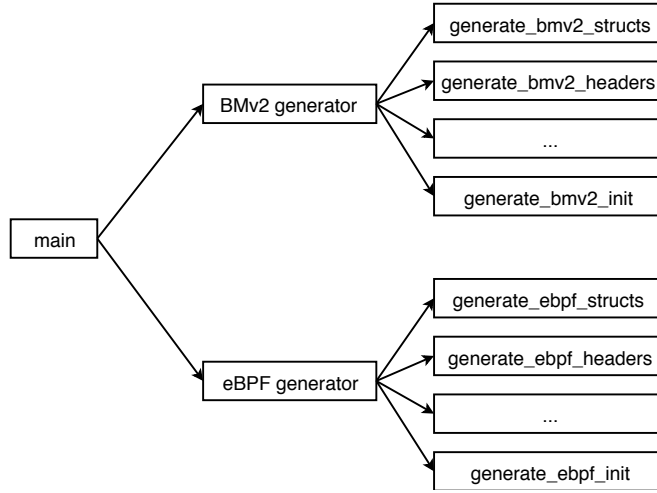 generate_bmv2_structs
generate_bmv2_headers
BMv2 generator
...
generate_bmv2_init
main
generate_ebpf_structs
generate_ebpf_headers
eBPF generator
...
generate_ebpf_init